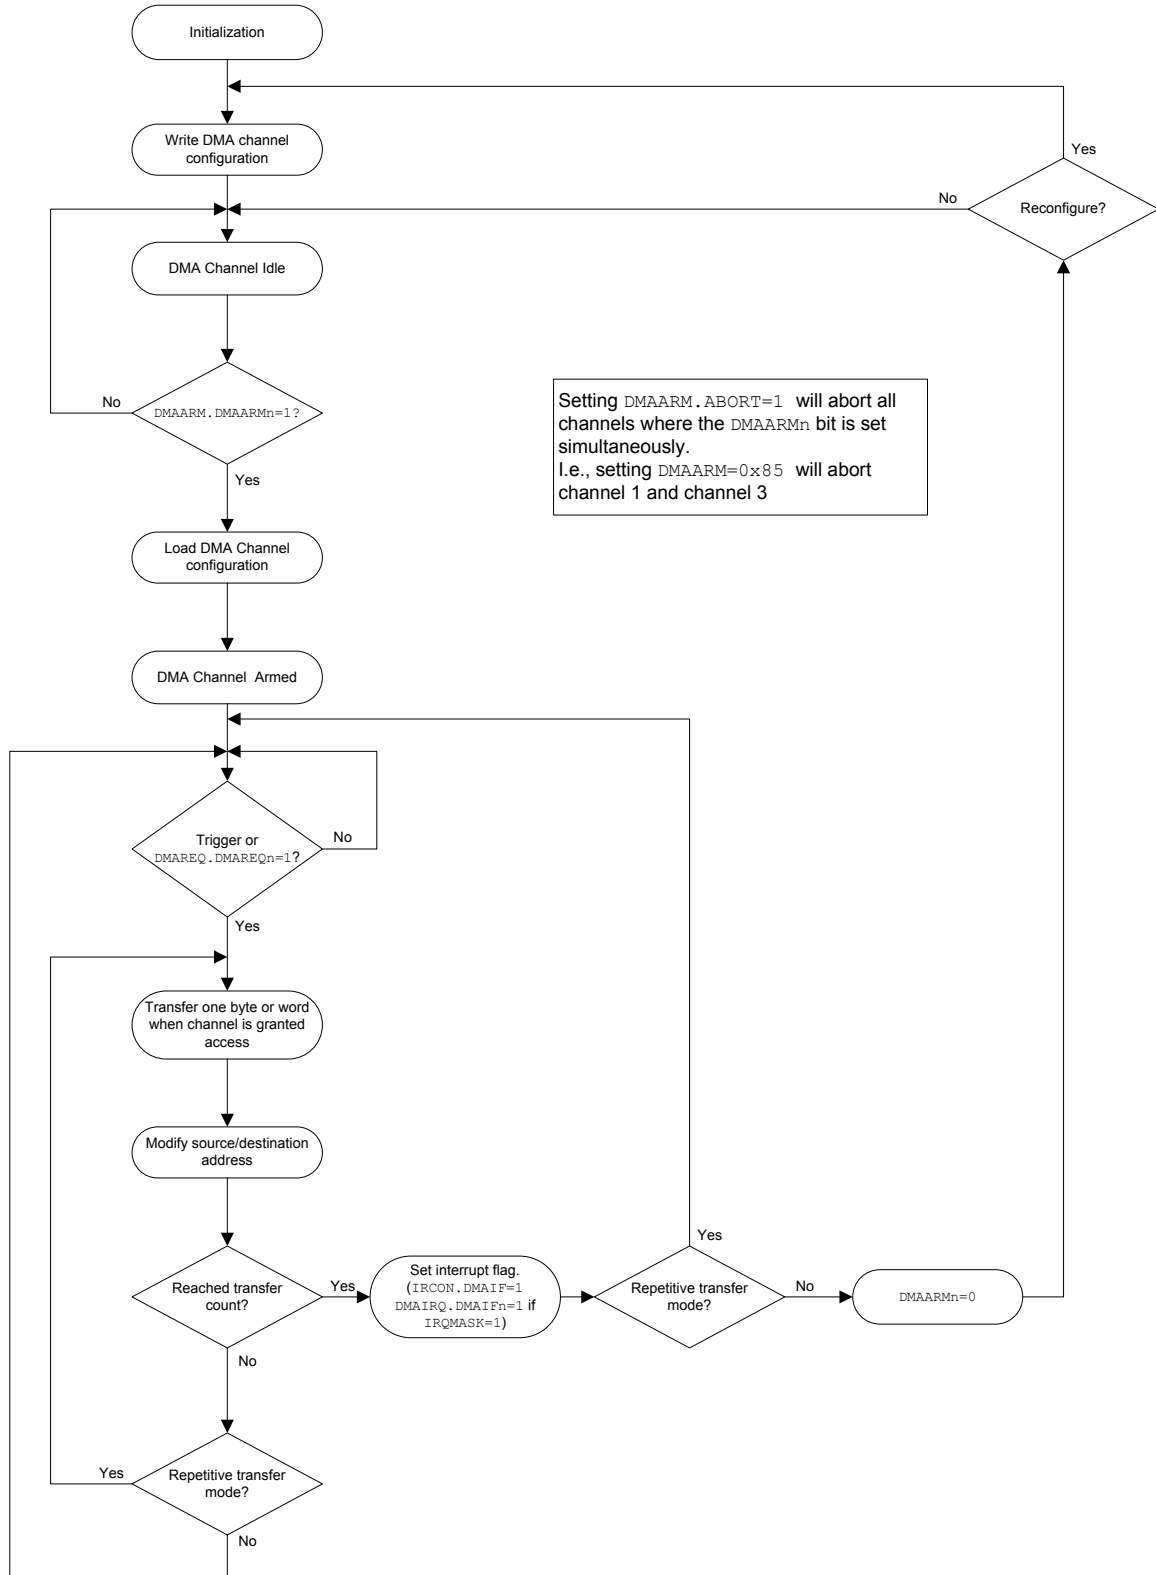 Initialization
Write DMA channel
configuration
Yes
No
Reconfigure?
DMA Channel Idle
No
DMAARM.DMAARMn=1?
Setting DMAARM.ABORT=1 will abort all
channels where the DMAARMn bit is set
simultaneously.
I.e., setting DMAARM=0x85 will abort
channel 1 and channel 3
Yes
Load DMA Channel
configuration
DMA Channel Armed
Trigger or
DMAREQ.DMAREQn=1?
No
Yes
Transfer one byte or word
when channel is granted
access
Modify source/destination
address
Reached transfer
count?
Yes
Set interrupt flag.
(IRCON.DMAIF=1
DMAIRQ.DMAIFn=1 if
IRQMASK=1)
Yes
Repetitive transfer
mode?
No
DMAARMn=0
No
Yes
Repetitive transfer
mode?
No